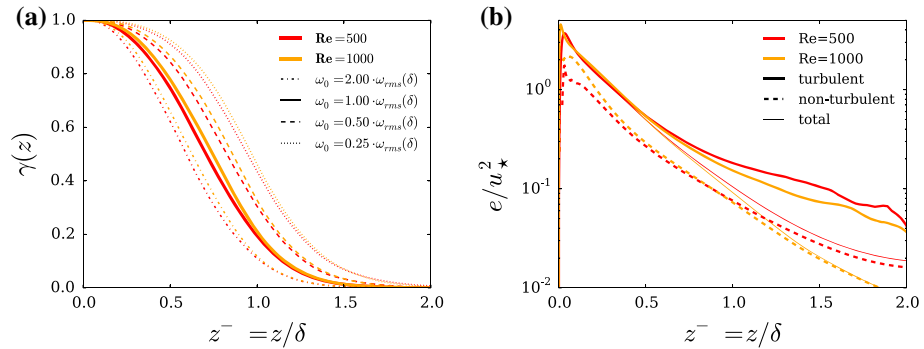 (a)
γ(z)
1.0
0.8
0.6
0.4
0.2
0.0
Re=500
Re=1000
ω₀ =2.00·ωrms(δ)
ω₀ =1.00·ωrms(δ)
ω₀ =0.50·ωrms(δ)
ω₀ =0.25·ωrms(δ)
0.0 0.5 1.0 1.5 2.0
z⁻ =z/δ
(b)
e/u⋆²
10⁰
10⁻¹
10⁻²
Re=500
Re=1000
turbulent
non-turbulent
total
0.0 0.5 1.0 1.5 2.0
z⁻ =z/δ